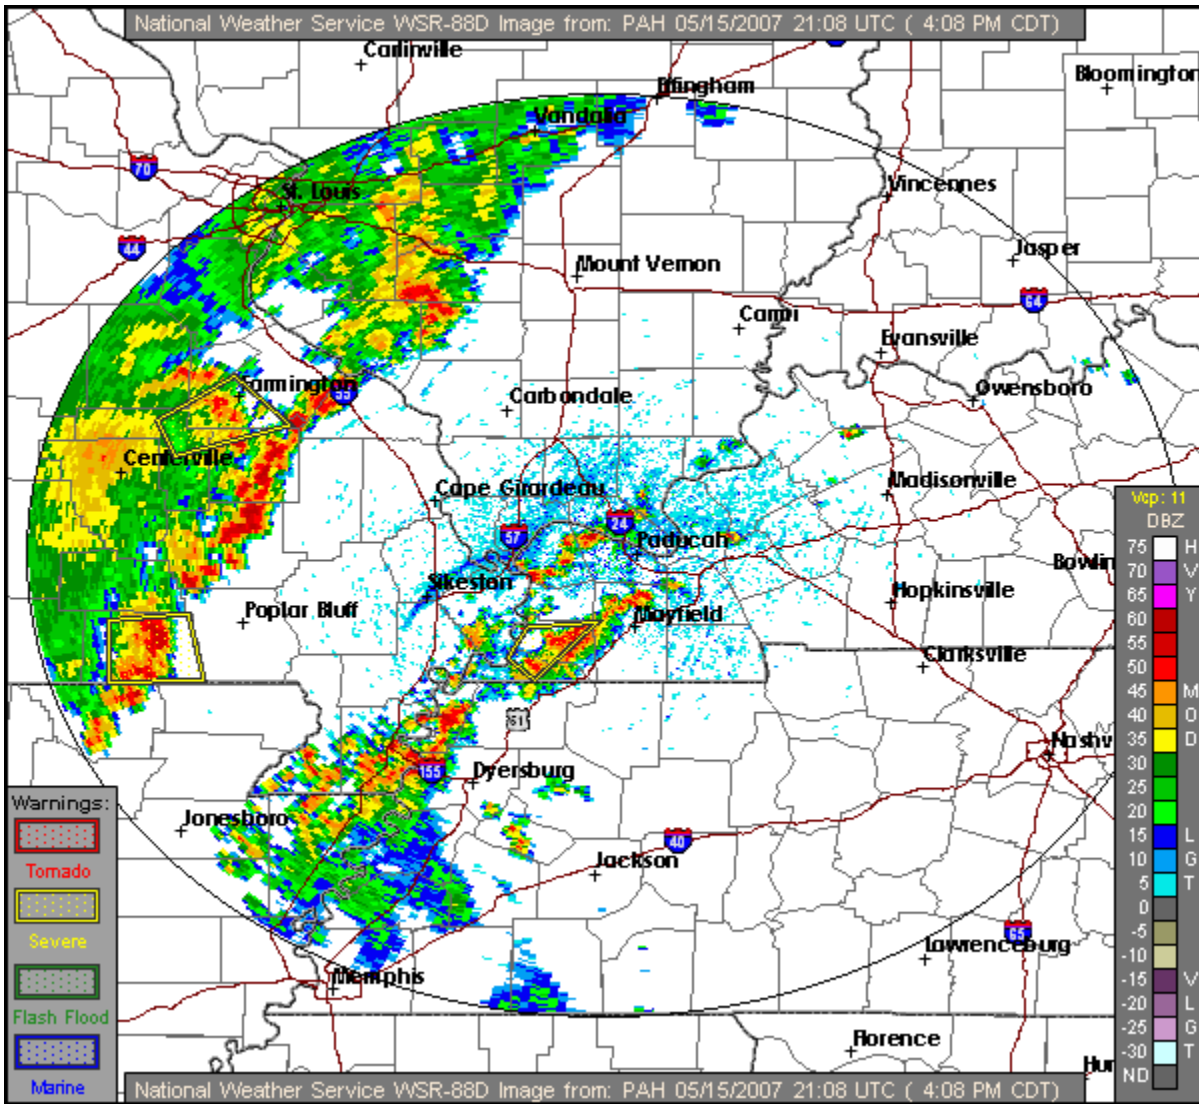 National Weather Service WSR-88D Image from: PAH 05/15/2007 21:08 UTC ( 4:08 PM CDT)
Carlinville
Effingham
Bloomington
Vandalia
70
St. Louis
Vincennes
44
Jasper
Mount Vernon
64
Carmi
Evansville
Farmington
55
Carbondale
Owensboro
Centerville
Cape Girardeau
Madisonville
24
57
Paducah
Bowlin
Sikeston
Hopkinsville
Poplar Bluff
Mayfield
Clarksville
51
Nashv
155
Dyersburg
Jonesboro
40
Jackson
65
Lawrenceburg
Memphis
Florence
Hun
Warnings:
Tornado
Severe
Flash Flood
Marine
Vcp: 11
DBZ
75 H
70 V
65 Y
60
55
50
45 M
40 O
35 D
30
25
20
15 L
10 G
5 T
0
-5
-10
-15 V
-20 L
-25 G
-30 T
ND
National Weather Service WSR-88D Image from: PAH 05/15/2007 21:08 UTC ( 4:08 PM CDT)